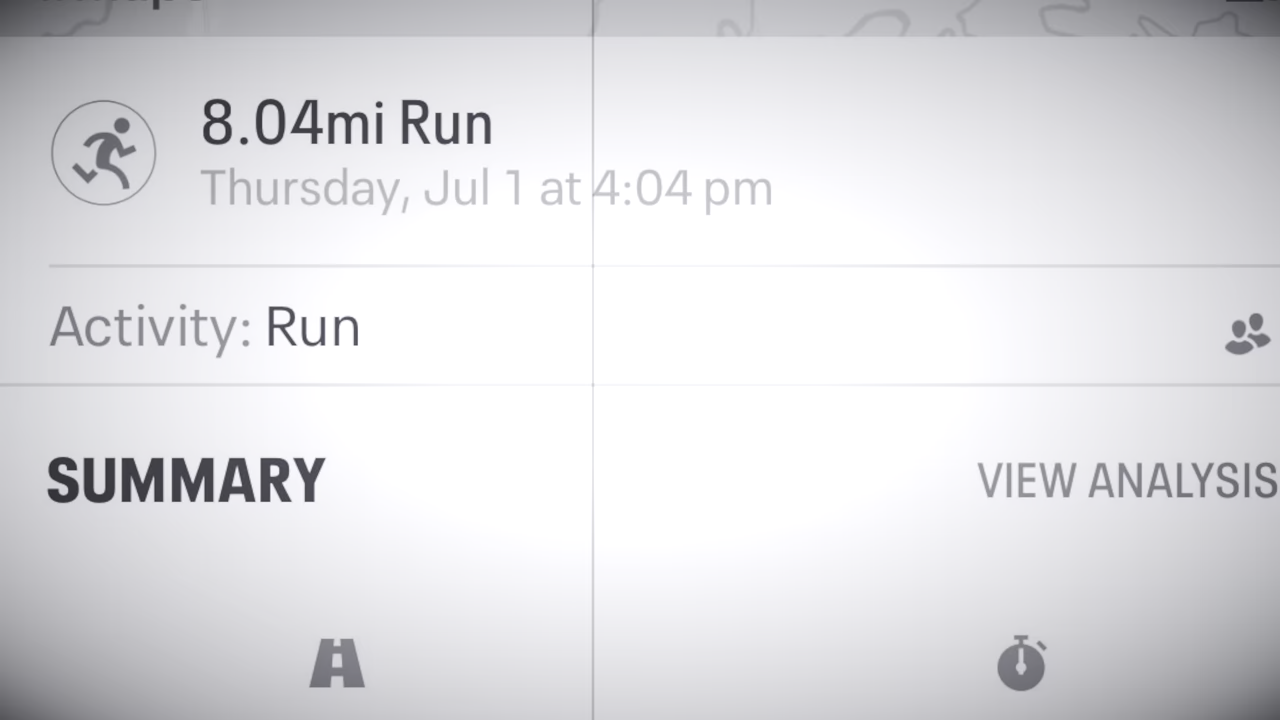 8.04mi Run
Thursday, Jul 1 at 4:04 pm
Activity: Run
SUMMARY
VIEW ANALYSIS